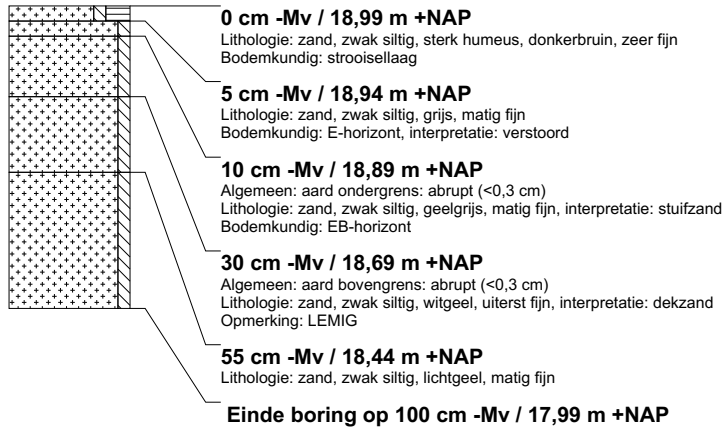 0 cm -Mv / 18,99 m +NAP
Lithologie: zand, zwak siltig, sterk humeus, donkerbruin, zeer fijn
Bodemkundig: strooisellaag
5 cm -Mv / 18,94 m +NAP
Lithologie: zand, zwak siltig, grijs, matig fijn
Bodemkundig: E-horizont, interpretatie: verstoord
10 cm -Mv / 18,89 m +NAP
Algemeen: aard ondergrens: abrupt (<0,3 cm)
Lithologie: zand, zwak siltig, geelgrijs, matig fijn, interpretatie: stuifzand
Bodemkundig: EB-horizont
30 cm -Mv / 18,69 m +NAP
Algemeen: aard bovengrens: abrupt (<0,3 cm)
Lithologie: zand, zwak siltig, witgeel, uiterst fijn, interpretatie: dekzand
Opmerking: LEMIG
55 cm -Mv / 18,44 m +NAP
Lithologie: zand, zwak siltig, lichtgeel, matig fijn
Einde boring op 100 cm -Mv / 17,99 m +NAP